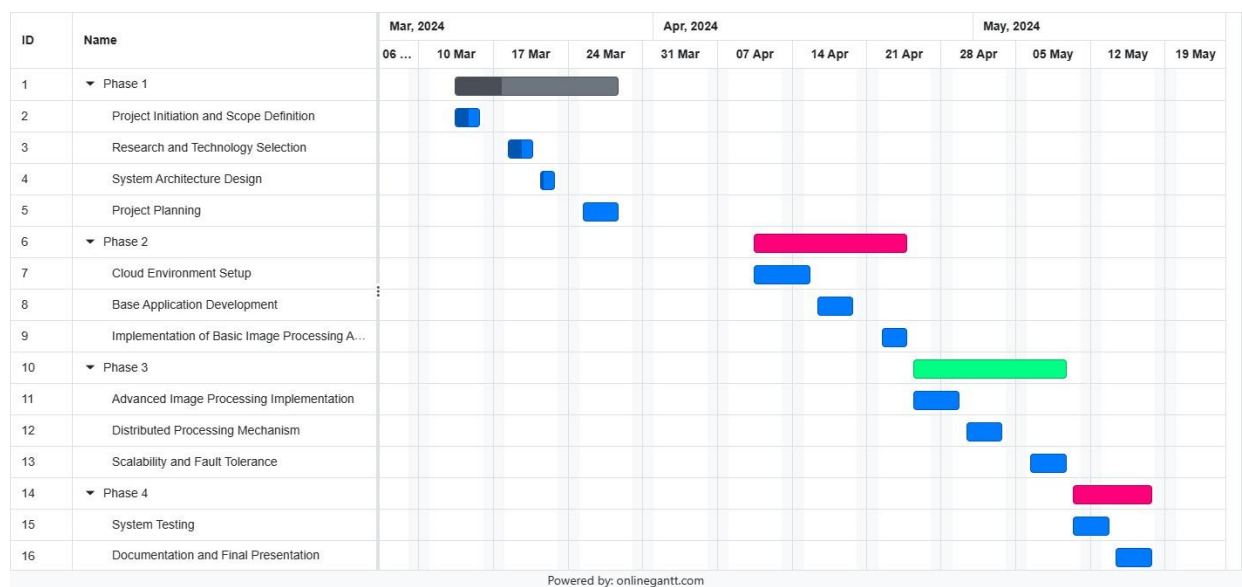 ID Name Mar, 2024 Apr, 2024 May, 2024
06 ... 10 Mar 17 Mar 24 Mar 31 Mar 07 Apr 14 Apr 21 Apr 28 Apr 05 May 12 May 19 May
1 Phase 1
2 Project Initiation and Scope Definition
3 Research and Technology Selection
4 System Architecture Design
5 Project Planning
6 Phase 2
7 Cloud Environment Setup
8 Base Application Development
9 Implementation of Basic Image Processing A...
10 Phase 3
11 Advanced Image Processing Implementation
12 Distributed Processing Mechanism
13 Scalability and Fault Tolerance
14 Phase 4
15 System Testing
16 Documentation and Final Presentation
Powered by: onlinegantt.com